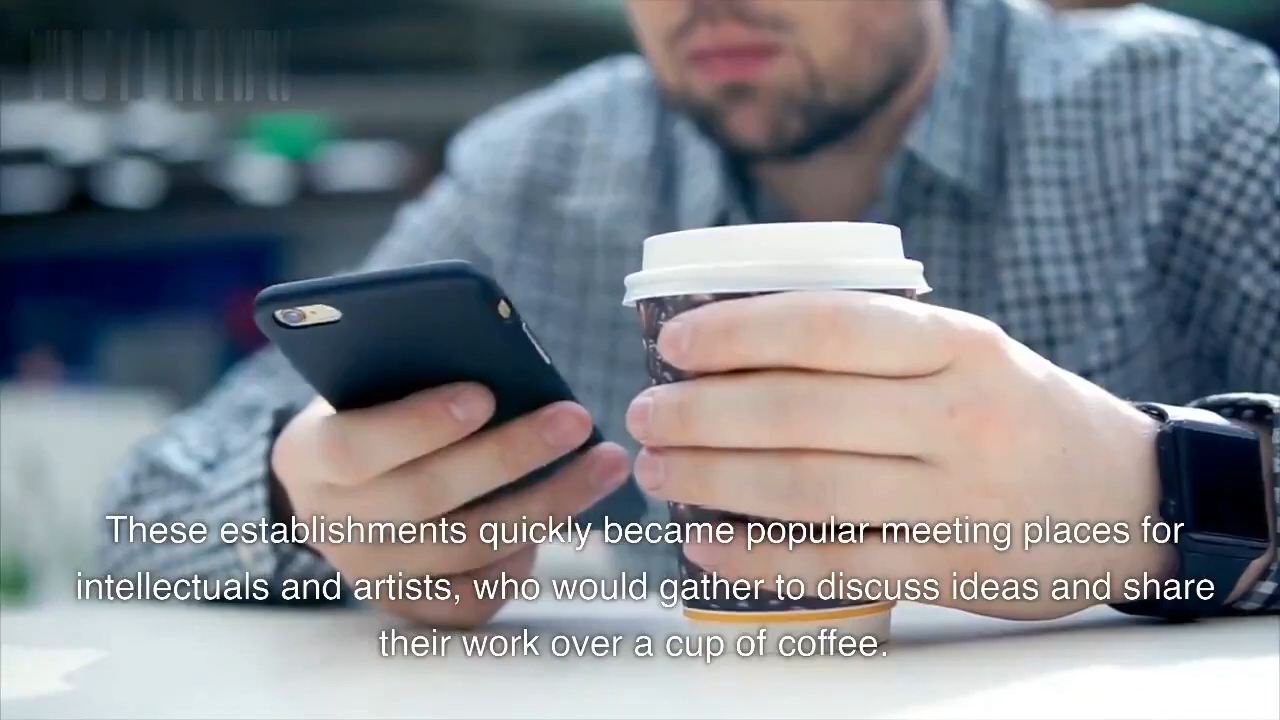 These establishments quickly became popular meeting places for
intellectuals and artists, who would gather to discuss ideas and share
their work over a cup of coffee.